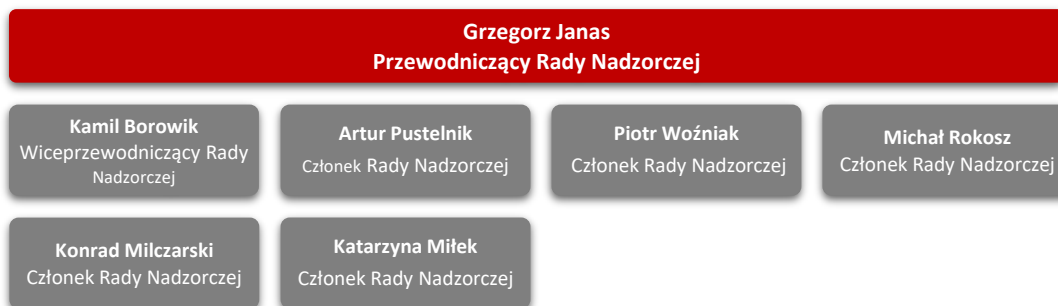 Grzegorz Janas
Przewodniczący Rady Nadzorczej
Kamil Borowik
Wiceprzewodniczący Rady
Nadzorczej
Artur Pustelnik
Członek Rady Nadzorczej
Piotr Woźniak
Członek Rady Nadzorczej
Michał Rokosz
Członek Rady Nadzorczej
Konrad Milczarski
Członek Rady Nadzorczej
Katarzyna Miłek
Członek Rady Nadzorczej